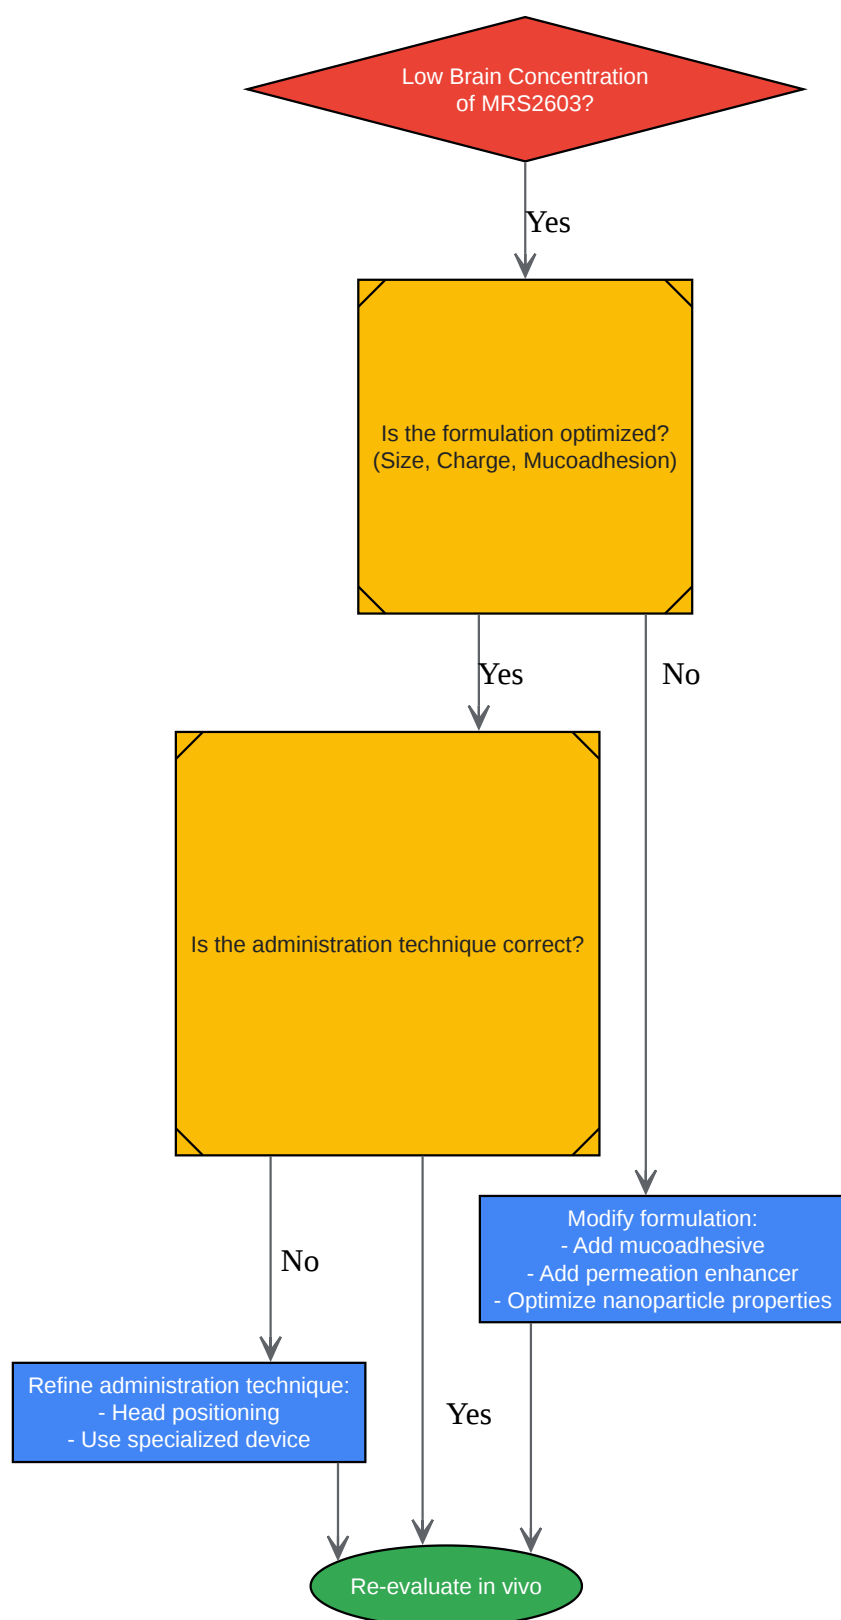 Low Brain Concentration
of MRS2603?
Yes
Is the formulation optimized?
(Size, Charge, Mucoadhesion)
Yes
No
Is the administration technique correct?
Modify formulation:
- Add mucoadhesive
- Add permeation enhancer
- Optimize nanoparticle properties
No
Refine administration technique:
- Head positioning
- Use specialized device
Yes
Re-evaluate in vivo